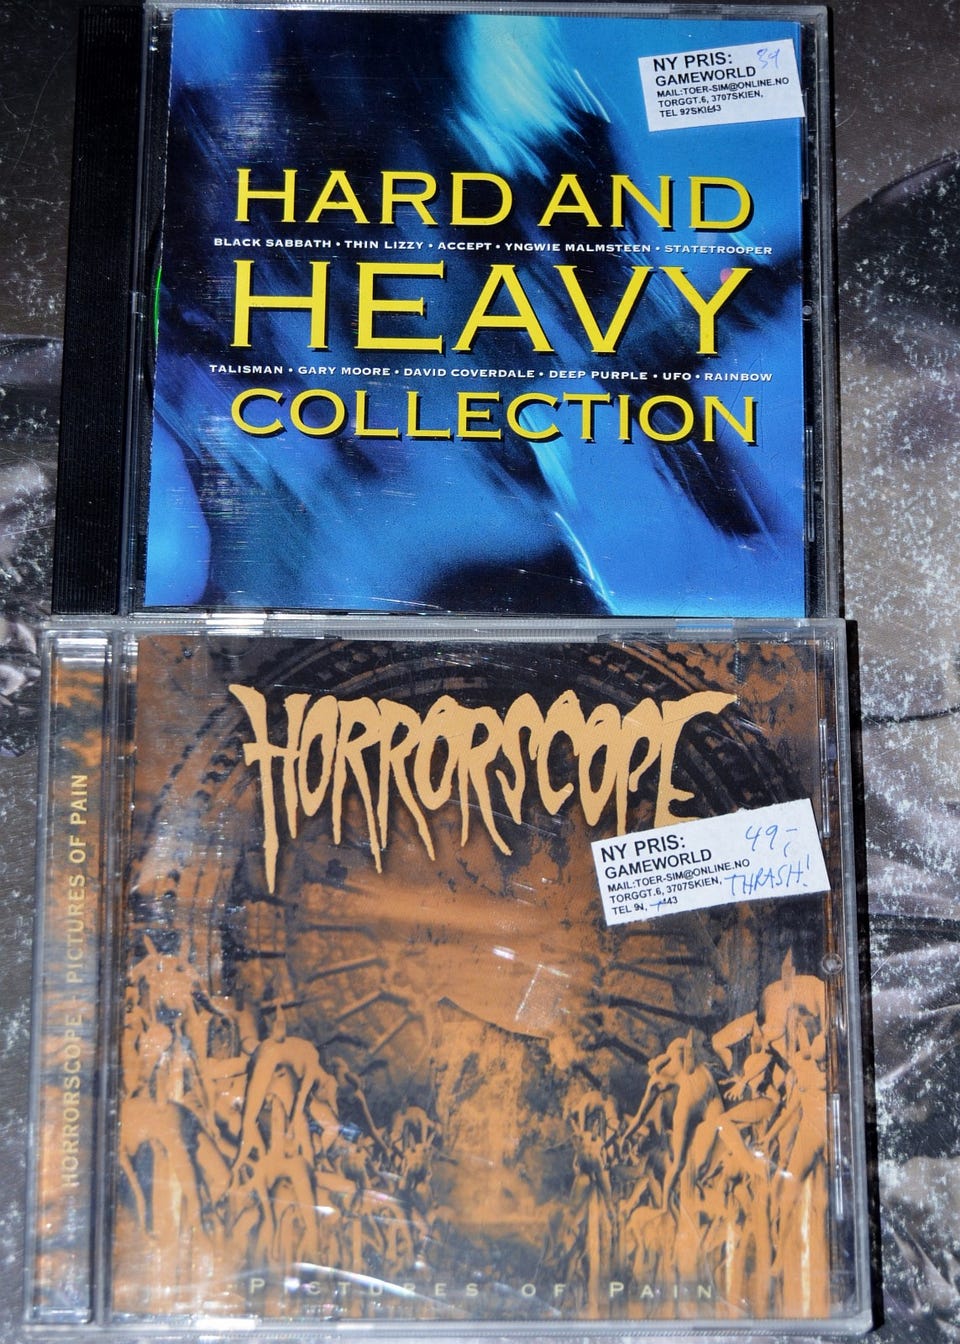 NY PRIS: 39
GAMEWORLD
MAIL:TOER-SIM@ONLINE.NO
TORGGT.6, 3707SKIEN,
HARD AND
BLACK SABBATH • THIN LIZZY • ACCEPT • YNGWIE MALMSTEEN • STATETROOPER
HEAVY
TALISMAN • GARY MOORE • DAVID COVERDALE • DEEP PURPLE • UFO • RAINBOW
COLLECTION
HORRORSCOPE - PICTURES OF PAIN
HORRORSCOPE
NY PRIS: 49,-
GAMEWORLD
MAIL:TOER-SIM@ONLINE.NO
TORGGT.6, 3707SKIEN, THRASH!
PICTURES OF PAIN